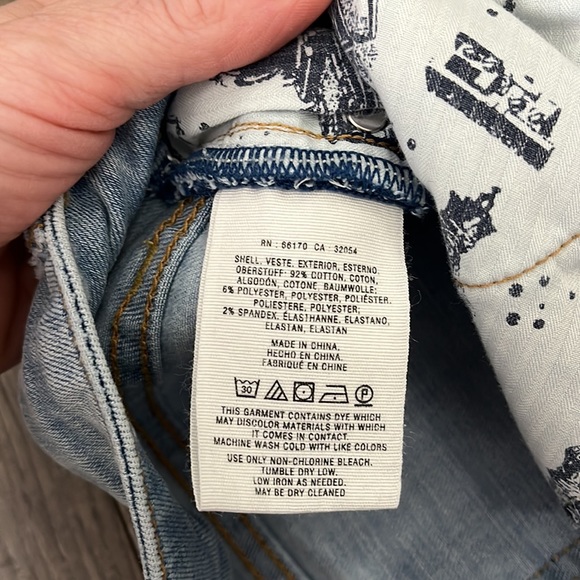 RN : 66170 CA : 32054
SHELL, VESTE, EXTERIOR, ESTERNO,
OBERSTUFF: 92% COTTON, COTON,
ALGODÓN, COTONE, BAUMWOLLE:
6% POLYESTER, POLYESTER, POLIÉSTER,
POLIESTERE, POLYESTER:
2% SPANDEX, ÉLASTHANNE, ELASTANO,
ELASTAN, ELASTAN
MADE IN CHINA.
HECHO EN CHINA.
FABRIQUÉ EN CHINE
30 P
THIS GARMENT CONTAINS DYE WHICH
MAY DISCOLOR MATERIALS WITH WHICH
IT COMES IN CONTACT.
MACHINE WASH COLD WITH LIKE COLORS
USE ONLY NON-CHLORINE BLEACH.
TUMBLE DRY LOW.
LOW IRON AS NEEDED.
MAY BE DRY CLEANED